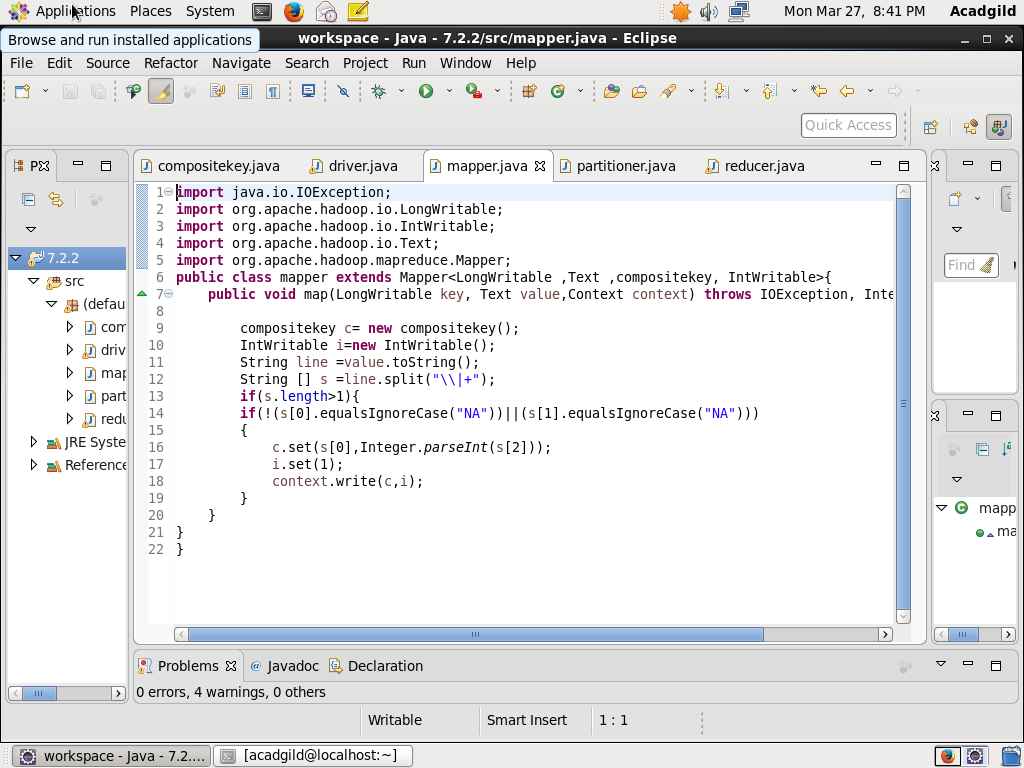 Applications Places System Mon Mar 27, 8:41 PM Acadgild
Browse and run installed applications
workspace - Java - 7.2.2/src/mapper.java - Eclipse
File Edit Source Refactor Navigate Search Project Run Window Help
Quick Access
P
compositekey.java driver.java mapper.java partitioner.java reducer.java
7.2.2
src
(defau
com
driv
map
part
redu
JRE Syste
Reference
1 import java.io.IOException;
2 import org.apache.hadoop.io.LongWritable;
3 import org.apache.hadoop.io.IntWritable;
4 import org.apache.hadoop.io.Text;
5 import org.apache.hadoop.mapreduce.Mapper;
6 public class mapper extends Mapper<LongWritable ,Text ,compositekey, IntWritable>{
7 public void map(LongWritable key, Text value,Context context) throws IOException, Inte
8
9 compositekey c= new compositekey();
10 IntWritable i=new IntWritable();
11 String line =value.toString();
12 String [] s =line.split("\\|+");
13 if(s.length>1){
14 if(!(s[0].equalsIgnoreCase("NA"))||(s[1].equalsIgnoreCase("NA")))
15 {
16 c.set(s[0],Integer.parseInt(s[2]));
17 i.set(1);
18 context.write(c,i);
19 }
20 }
21 }
22 }
Find
mapp
ma
Problems @ Javadoc Declaration
0 errors, 4 warnings, 0 others
Writable Smart Insert 1 : 1
workspace - Java - 7.2.... [acadgild@localhost:~]